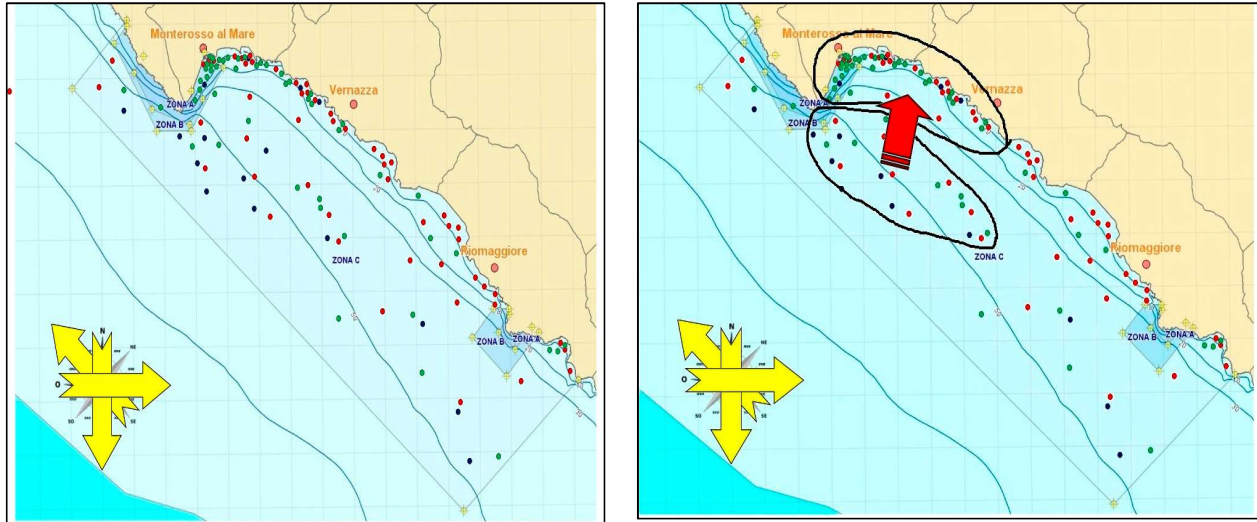 Monterosso al Mare
Vernazza
ZONA A
ZONA B
Riomaggiore
ZONA C
ZONA B ZONA A
N
NE
O
SO
SE
Monterosso al Mare
Vernazza
ZONA A
ZONA B
Riomaggiore
ZONA C
ZONA B ZONA A
N
NE
O
SO
SE